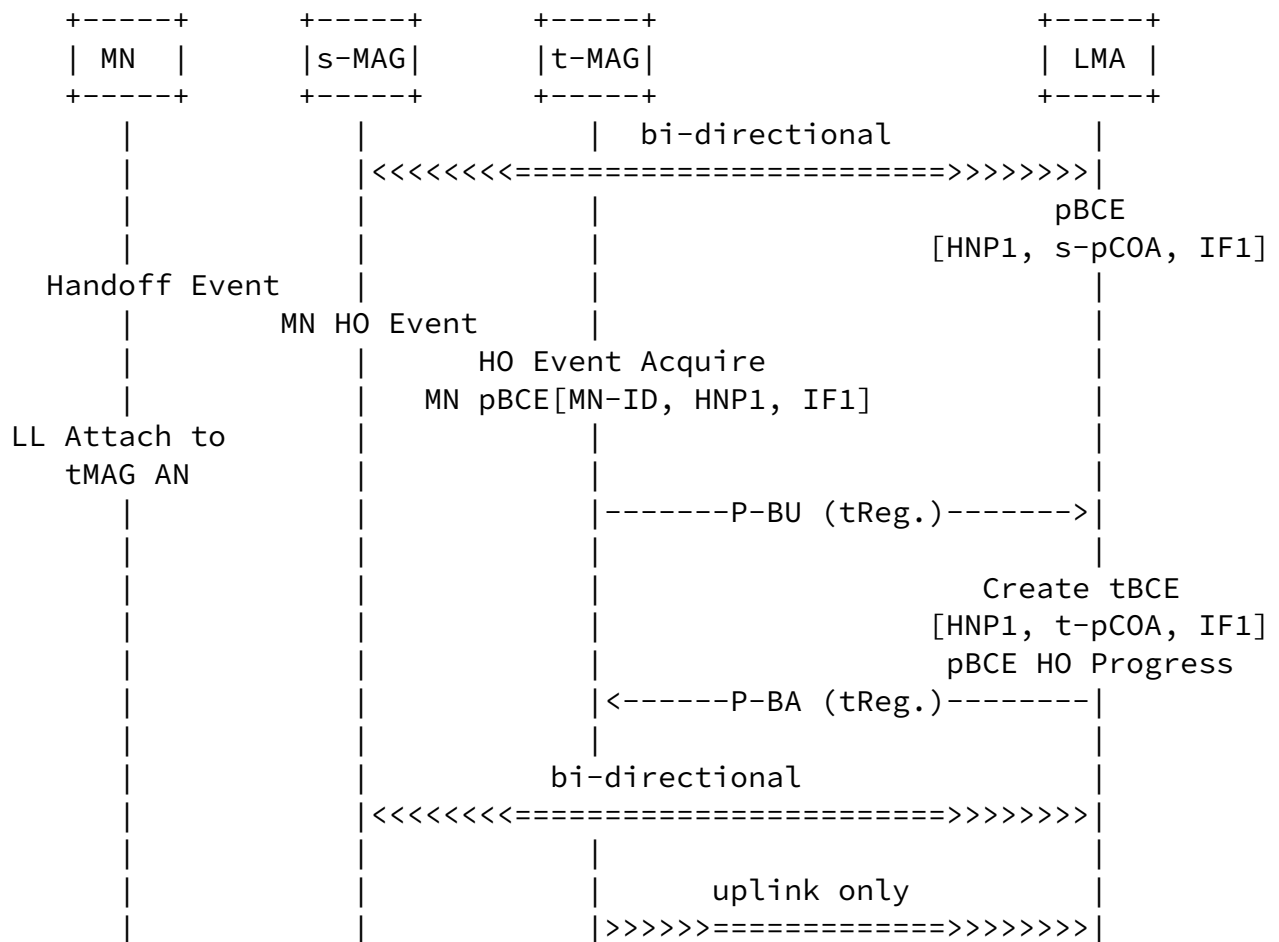 +-----+ +-----+ +-----+ +-----+
| MN | |s-MAG| |t-MAG| | LMA |
+-----+ +-----+ +-----+ +-----+
| | | bi-directional |
| |<<<<<<<<========================>>>>>>>>|
| | | pBCE
| | | [HNP1, s-pCOA, IF1]
Handoff Event | | |
| MN HO Event | |
| | HO Event Acquire |
| | MN pBCE[MN-ID, HNP1, IF1] |
LL Attach to | | |
tMAG AN | | |
| | |-------P-BU (tReg.)------->|
| | | |
| | | Create tBCE
| | | [HNP1, t-pCOA, IF1]
| | | pBCE HO Progress
| | |<------P-BA (tReg.)--------|
| | | |
| | bi-directional |
| |<<<<<<<<========================>>>>>>>>|
| | | |
| | | uplink only |
| | |>>>>>>=============>>>>>>>>|